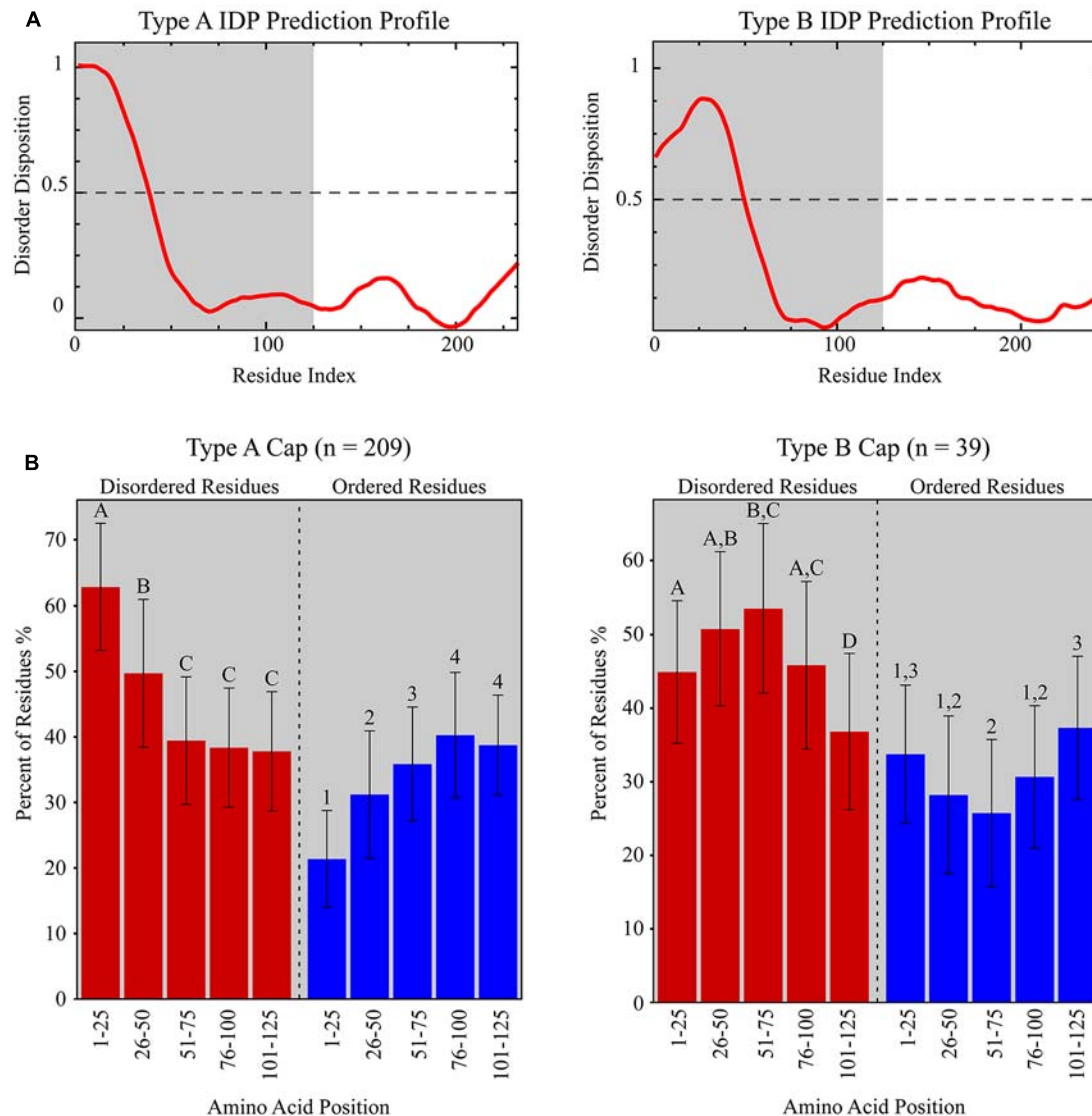 A
Type A IDP Prediction Profile
1
0.5
0
Disorder Disposition
0
100
200
Residue Index
Type B IDP Prediction Profile
1
0.5
Disorder Disposition
0
100
200
Residue Index
B
Type A Cap (n = 209)
Disordered Residues
Ordered Residues
70
60
50
40
30
20
10
0
Percent of Residues %
A
B
C
C
C
1
2
3
4
4
1-25
26-50
51-75
76-100
101-125
1-25
26-50
51-75
76-100
101-125
Amino Acid Position
Type B Cap (n = 39)
Disordered Residues
Ordered Residues
60
50
40
30
20
10
0
Percent of Residues %
A
A,B
B,C
A,C
D
1,3
1,2
2
1,2
3
1-25
26-50
51-75
76-100
101-125
1-25
26-50
51-75
76-100
101-125
Amino Acid Position